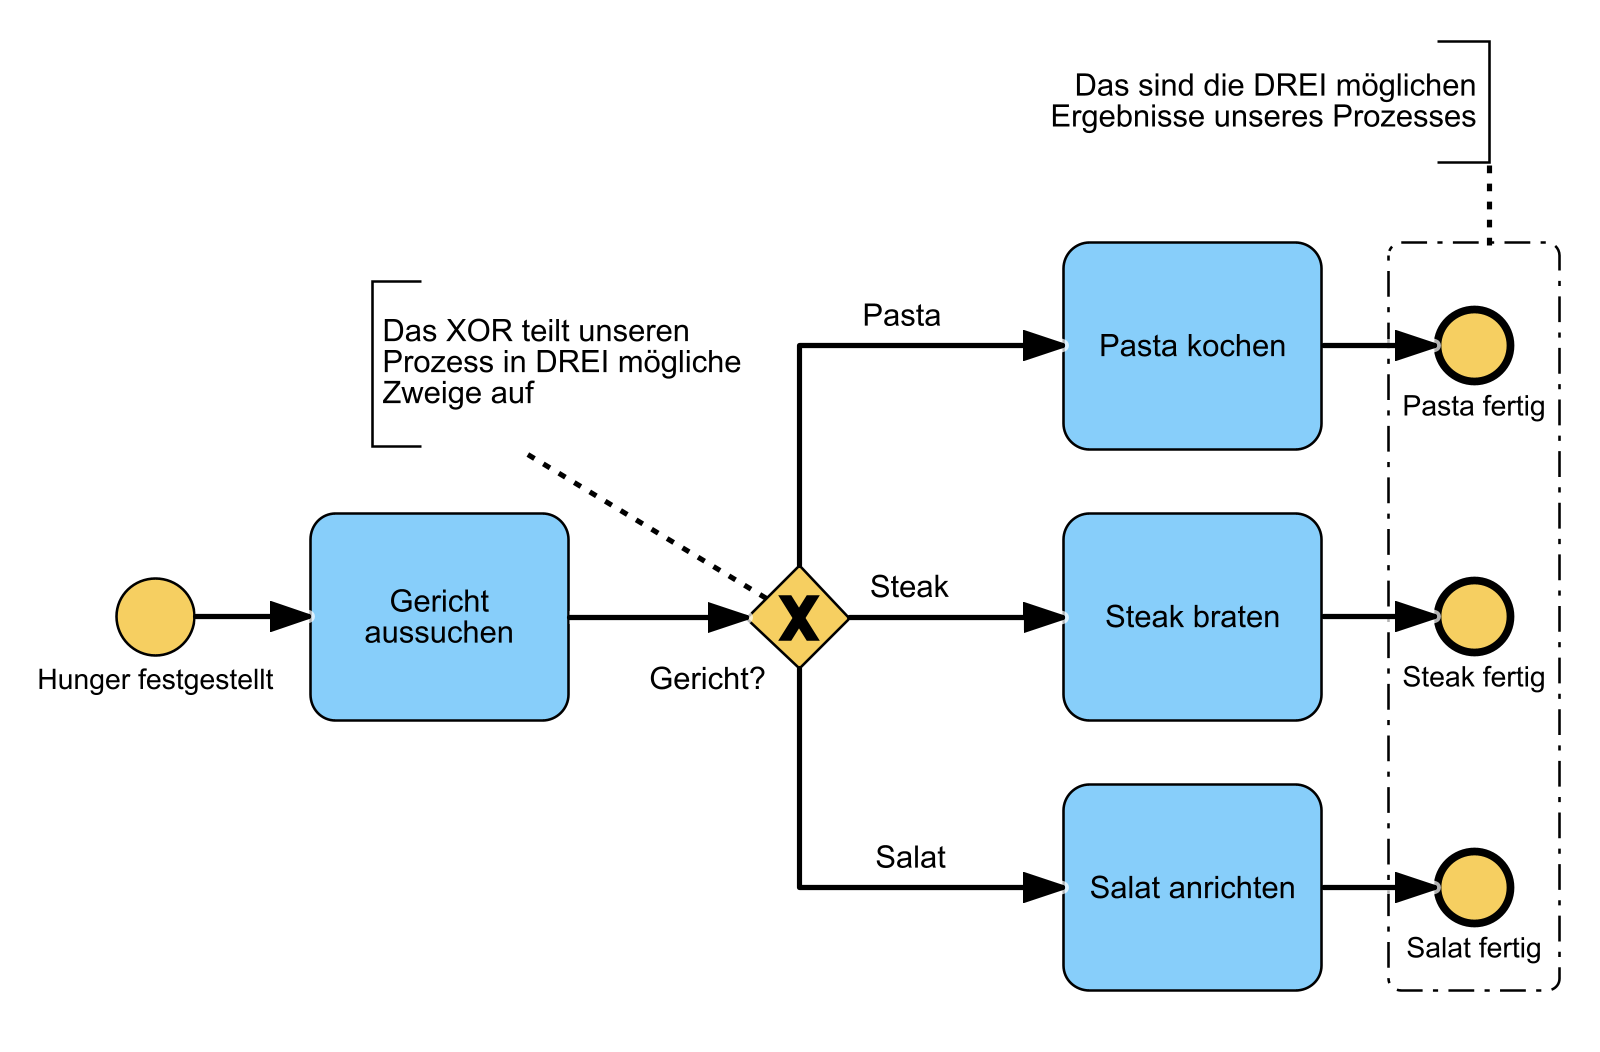 Das sind die DREI möglichen
Ergebnisse unseres Prozesses
Das XOR teilt unseren
Prozess in DREI mögliche
Zweige auf
Pasta
Pasta kochen
Pasta fertig
Hunger festgestellt
Gericht
aussuchen
Gericht?
X
Steak
Steak braten
Steak fertig
Salat
Salat anrichten
Salat fertig